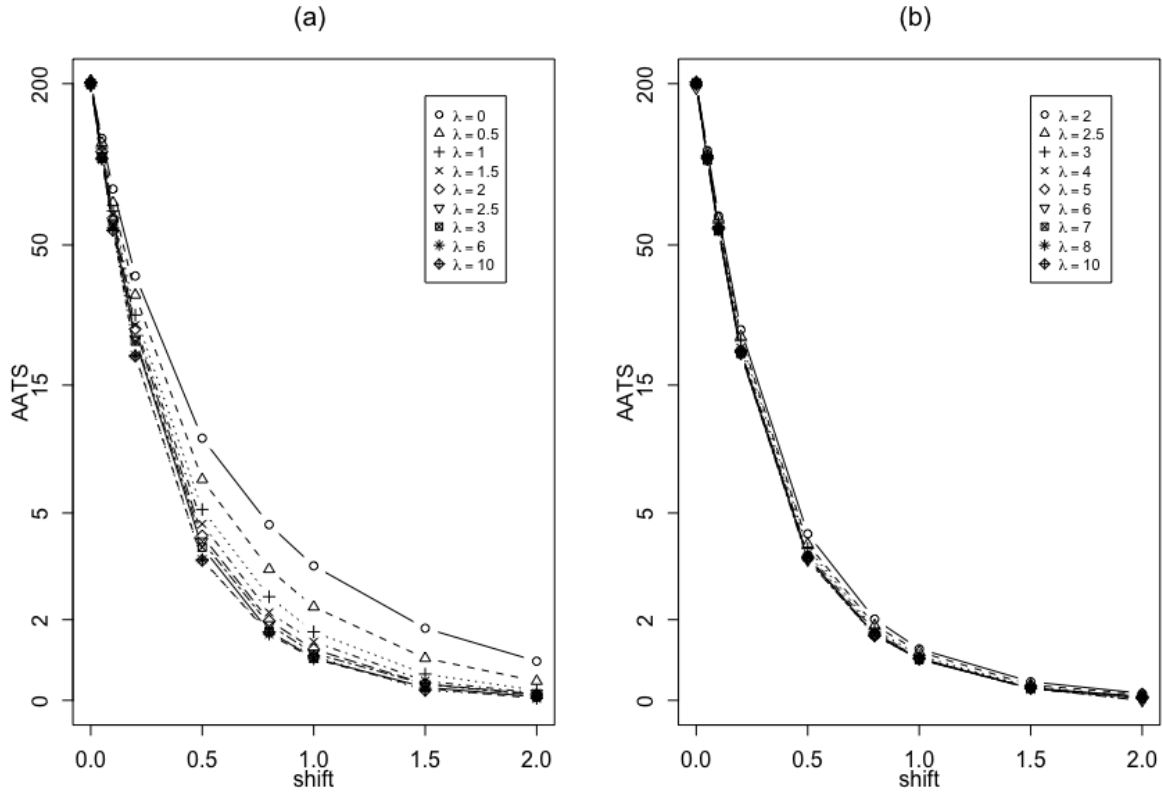 (a)
AATS
200
50
15
5
2
0
λ = 0
λ = 0.5
λ = 1
λ = 1.5
λ = 2
λ = 2.5
λ = 3
λ = 6
λ = 10
0.0 0.5 1.0 1.5 2.0
shift
(b)
AATS
200
50
15
5
2
0
λ = 2
λ = 2.5
λ = 3
λ = 4
λ = 5
λ = 6
λ = 7
λ = 8
λ = 10
0.0 0.5 1.0 1.5 2.0
shift